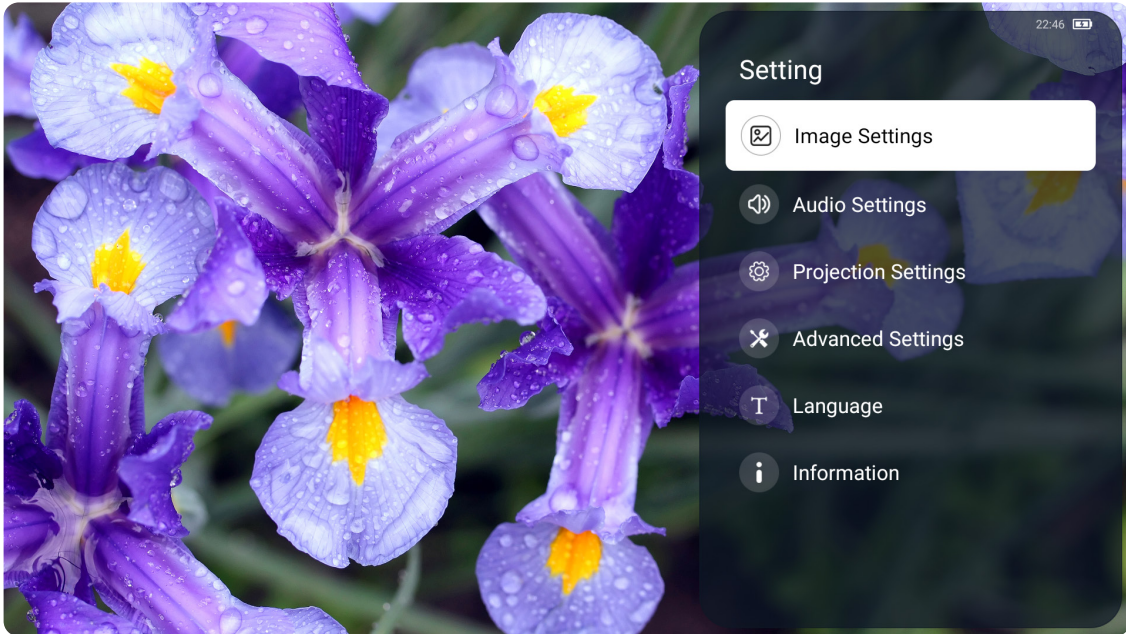 22:46
Setting
Image Settings
Audio Settings
Projection Settings
Advanced Settings
Language
Information